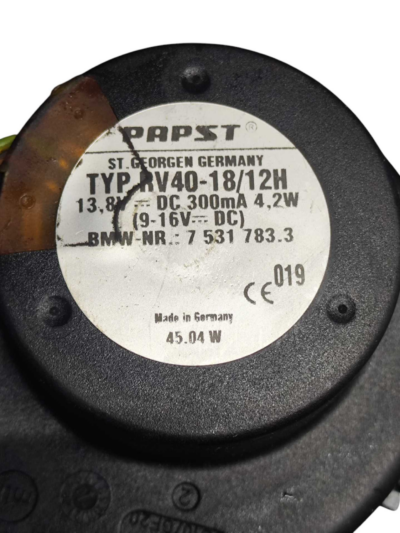 PAPST
ST. GEORGEN GERMANY
TYP RV40-18/12H
13,8V⎓ DC 300mA 4,2W
(9-16V⎓ DC)
BMW-NR.: 7 531 783.3
CE 019
Made in Germany
45.04 W
2